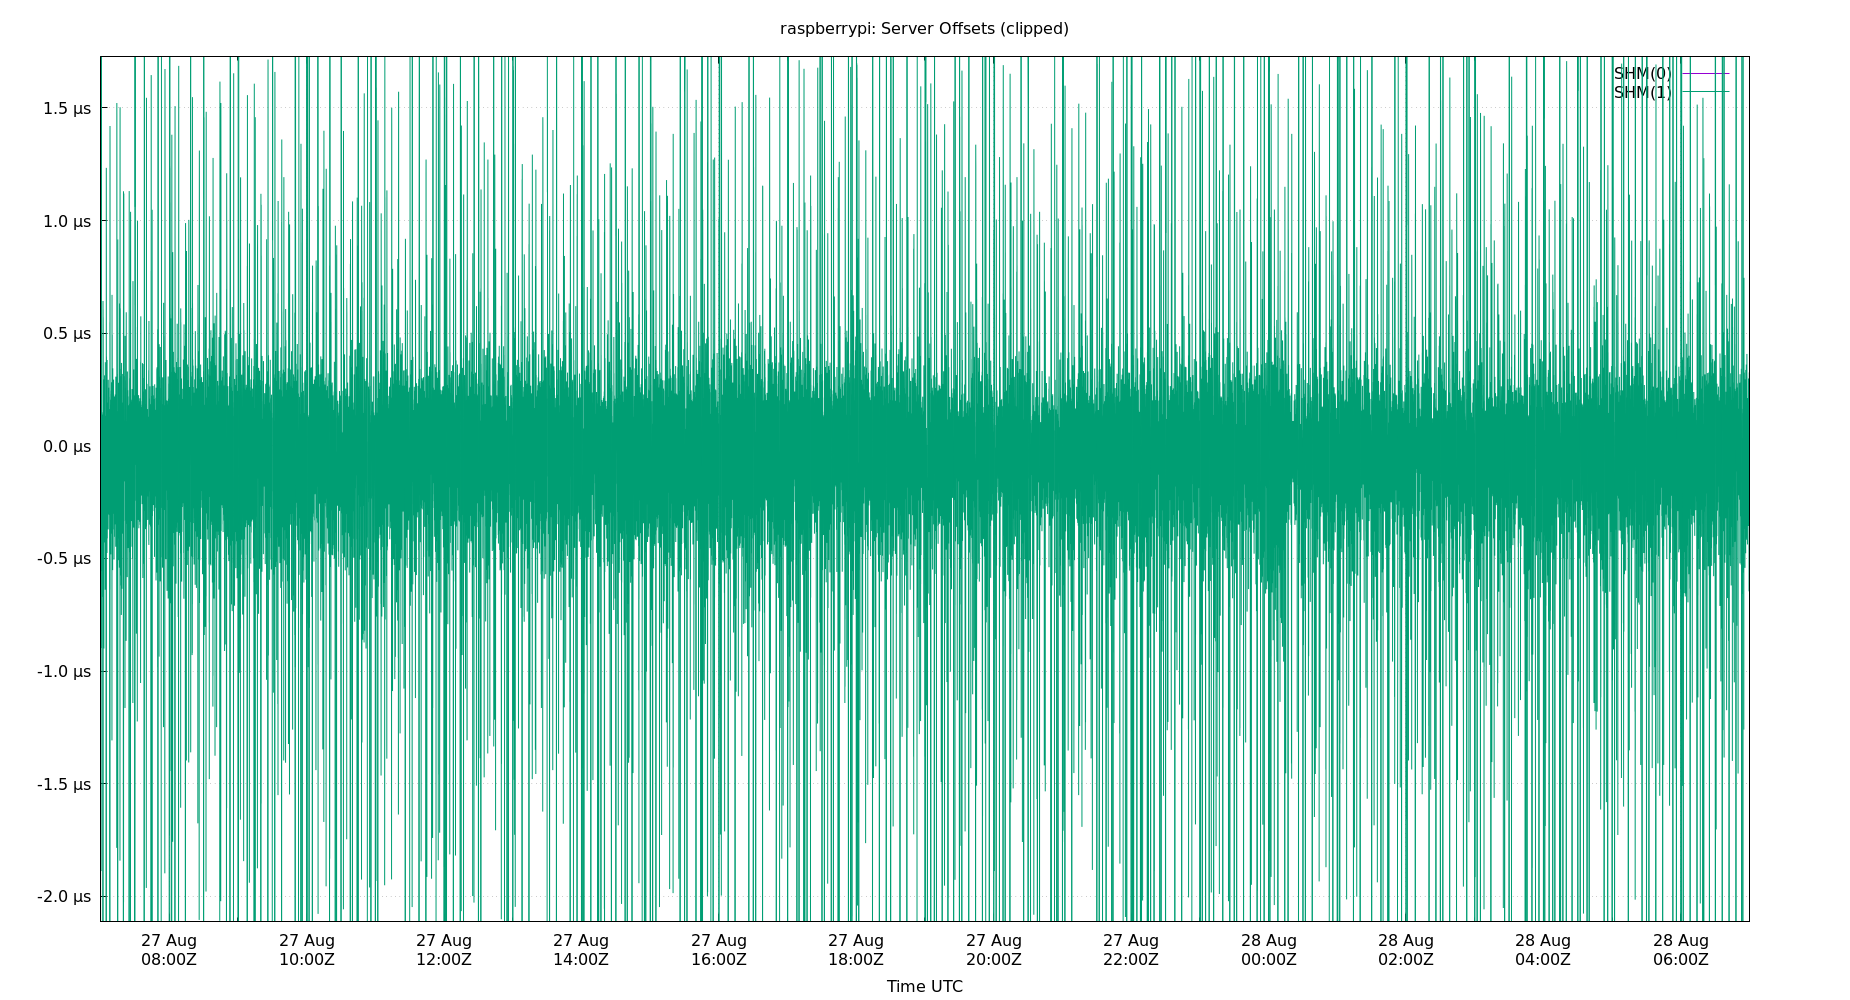 raspberrypi: Server Offsets (clipped)
SHM(0)
SHM(1)
1.5 µs
1.0 µs
0.5 µs
0.0 µs
-0.5 µs
-1.0 µs
-1.5 µs
-2.0 µs
27 Aug 27 Aug 27 Aug 27 Aug 27 Aug 27 Aug 27 Aug 27 Aug 28 Aug 28 Aug 28 Aug 28 Aug
08:00Z 10:00Z 12:00Z 14:00Z 16:00Z 18:00Z 20:00Z 22:00Z 00:00Z 02:00Z 04:00Z 06:00Z
Time UTC